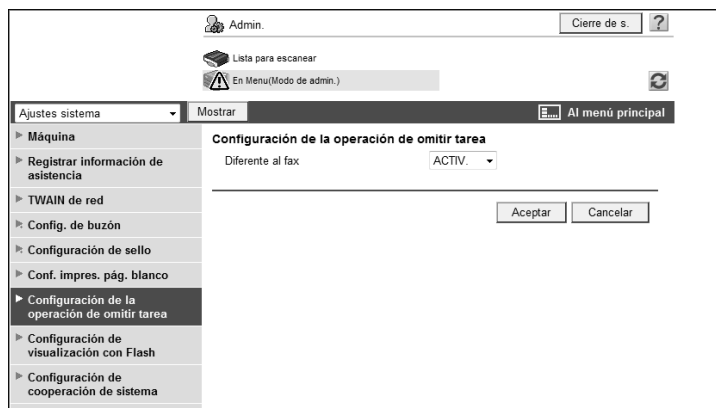 Admin.
Cierre de s.
?
Lista para escanear
En Menu(Modo de admin.)
Ajustes sistema
Mostrar
Al menú principal
Máquina
Registrar información de
asistencia
TWAIN de red
Config. de buzón
Configuración de sello
Conf. impres. pág. blanco
Configuración de la
operación de omitir tarea
Configuración de
visualización con Flash
Configuración de
cooperación de sistema
Configuración de la operación de omitir tarea
Diferente al fax
ACTIV.
Aceptar
Cancelar